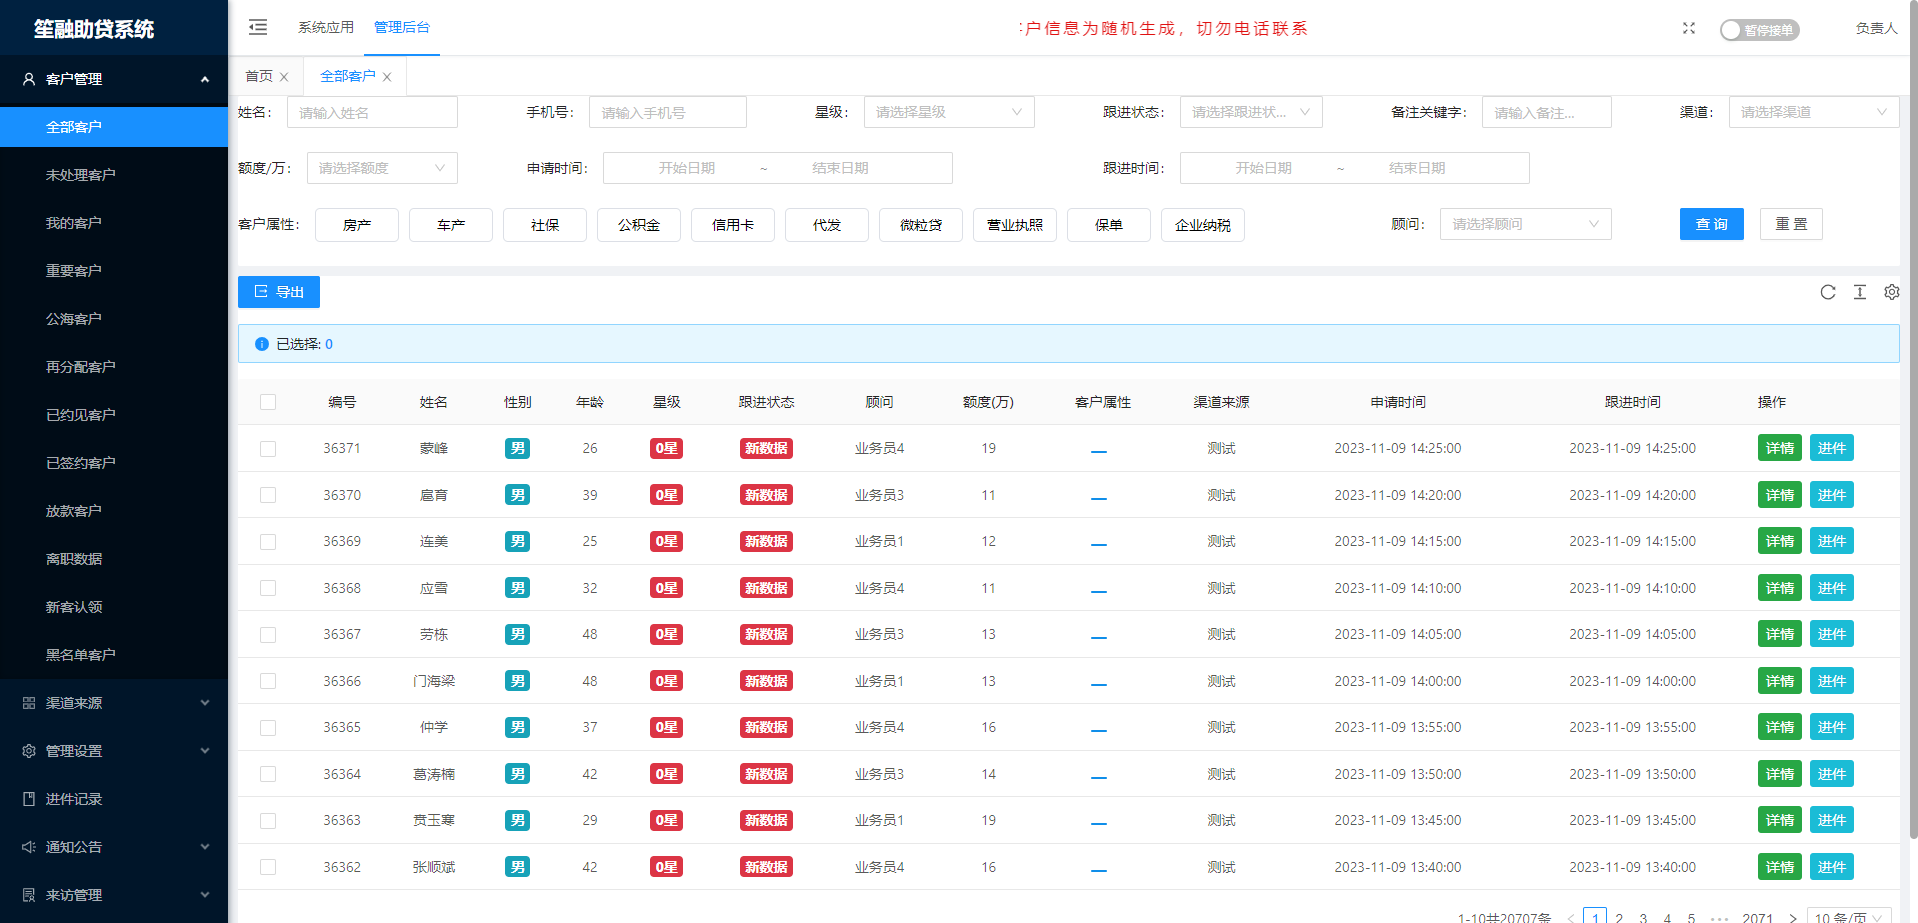 笙融助贷系统
系统应用 管理后台 户信息为随机生成，切勿电话联系 暂停接单 负责人
客户管理
全部客户
未处理客户
我的客户
重要客户
公海客户
再分配客户
已约见客户
已签约客户
放款客户
离职数据
新客认领
黑名单客户
渠道来源
管理设置
进件记录
通知公告
来访管理
首页 全部客户
姓名： 请输入姓名 手机号： 请输入手机号 星级： 请选择星级 跟进状态： 请选择跟进状... 备注关键字： 请输入备注... 渠道： 请选择渠道
额度/万： 请选择额度 申请时间： 开始日期 ~ 结束日期 跟进时间： 开始日期 ~ 结束日期
客户属性： 房产 车产 社保 公积金 信用卡 代发 微粒贷 营业执照 保单 企业纳税 顾问： 请选择顾问 查询 重置
导出
已选择: 0
编号 姓名 性别 年龄 星级 跟进状态 顾问 额度(万) 客户属性 渠道来源 申请时间 跟进时间 操作
36371 蒙峰 男 26 0星 新数据 业务员4 19 — 测试 2023-11-09 14:25:00 2023-11-09 14:25:00 详情 进件
36370 扈育 男 39 0星 新数据 业务员3 11 — 测试 2023-11-09 14:20:00 2023-11-09 14:20:00 详情 进件
36369 连美 男 25 0星 新数据 业务员1 12 — 测试 2023-11-09 14:15:00 2023-11-09 14:15:00 详情 进件
36368 应雪 男 32 0星 新数据 业务员4 11 — 测试 2023-11-09 14:10:00 2023-11-09 14:10:00 详情 进件
36367 劳栋 男 48 0星 新数据 业务员3 13 — 测试 2023-11-09 14:05:00 2023-11-09 14:05:00 详情 进件
36366 门海梁 男 48 0星 新数据 业务员1 13 — 测试 2023-11-09 14:00:00 2023-11-09 14:00:00 详情 进件
36365 仲学 男 37 0星 新数据 业务员4 16 — 测试 2023-11-09 13:55:00 2023-11-09 13:55:00 详情 进件
36364 葛涛楠 男 42 0星 新数据 业务员3 14 — 测试 2023-11-09 13:50:00 2023-11-09 13:50:00 详情 进件
36363 贲玉寒 男 29 0星 新数据 业务员1 19 — 测试 2023-11-09 13:45:00 2023-11-09 13:45:00 详情 进件
36362 张顺斌 男 42 0星 新数据 业务员4 16 — 测试 2023-11-09 13:40:00 2023-11-09 13:40:00 详情 进件
1-10共20707条 < 1 2 3 4 5 ••• 2071 > 10 条/页